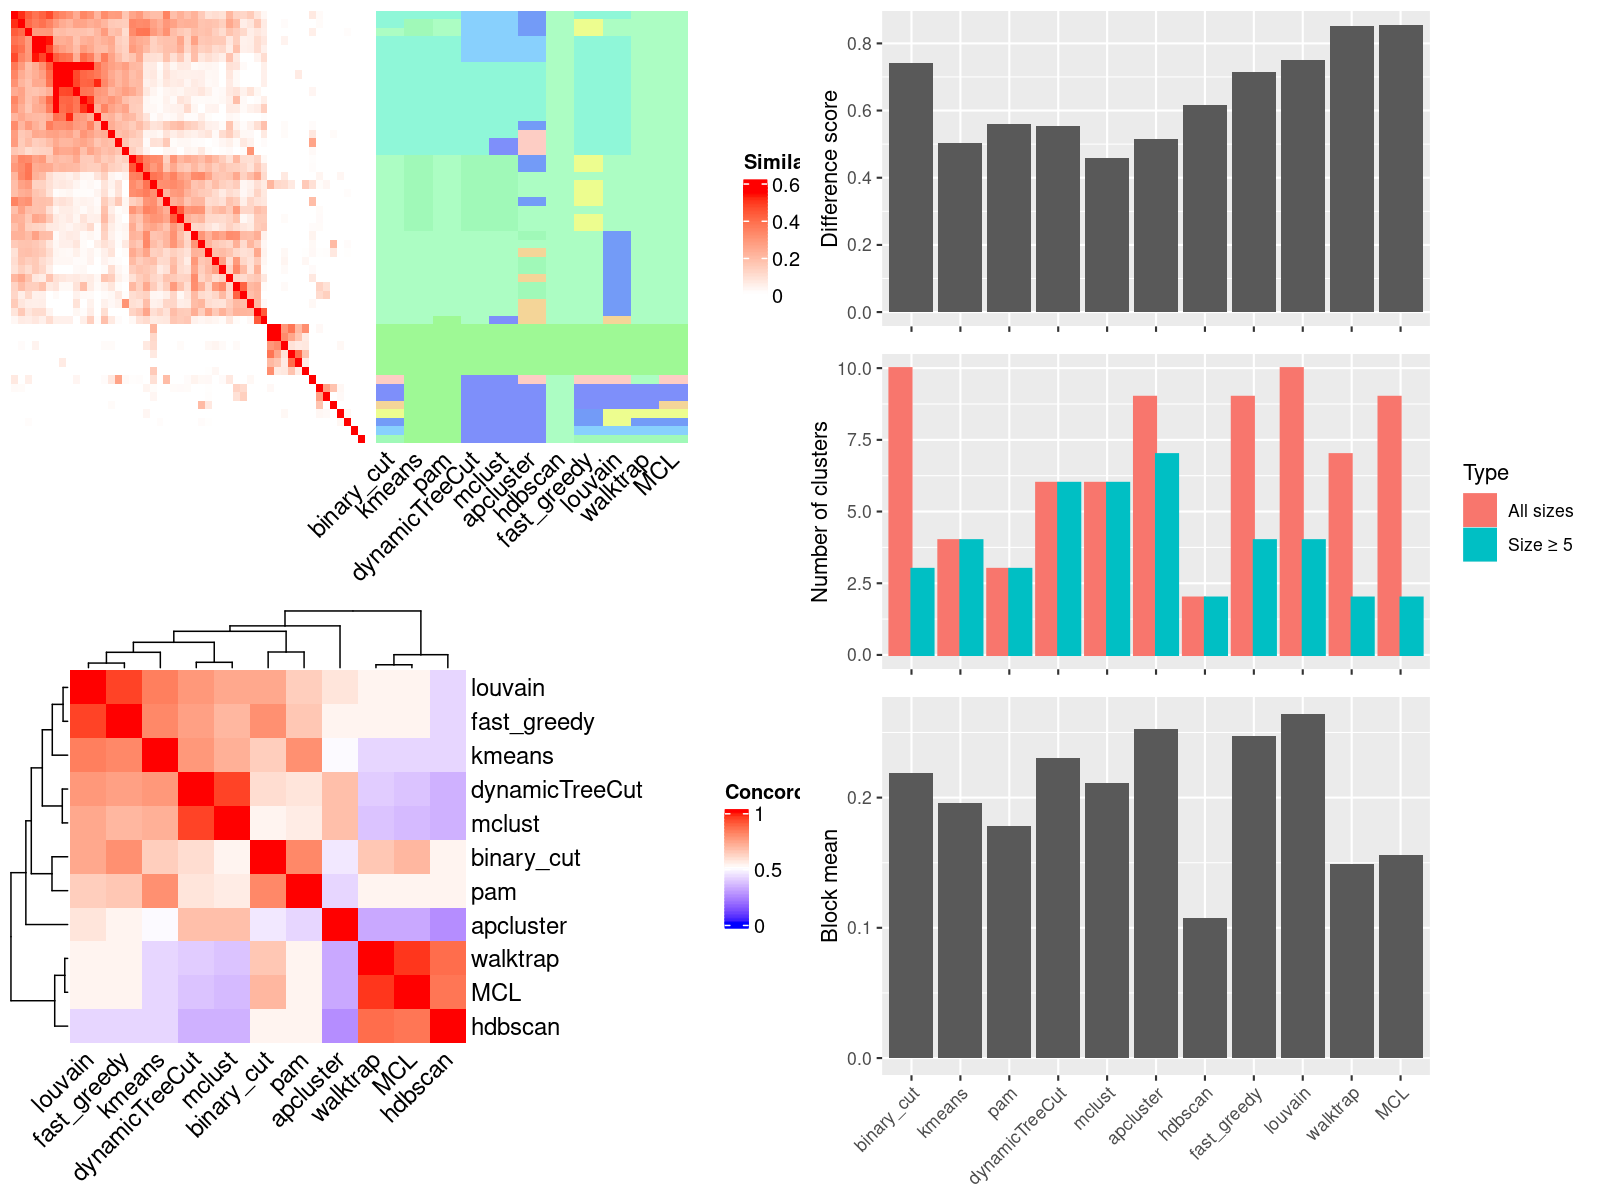 Simila
0.6
0.4
0.2
0
binary_cut
kmeans
pam
dynamicTreeCut
mclust
apcluster
hdbscan
fast_greedy
louvain
walktrap
MCL
louvain
fast_greedy
kmeans
dynamicTreeCut
mclust
binary_cut
pam
apcluster
walktrap
MCL
hdbscan
louvain
fast_greedy
kmeans
dynamicTreeCut
mclust
binary_cut
pam
apcluster
walktrap
MCL
hdbscan
Concord
1
0.5
0
Difference score
0.8
0.6
0.4
0.2
0.0
Number of clusters
10.0
7.5
5.0
2.5
0.0
Type
All sizes
Size ≥ 5
Block mean
0.2
0.1
0.0
binary_cut
kmeans
pam
dynamicTreeCut
mclust
apcluster
hdbscan
fast_greedy
louvain
walktrap
MCL